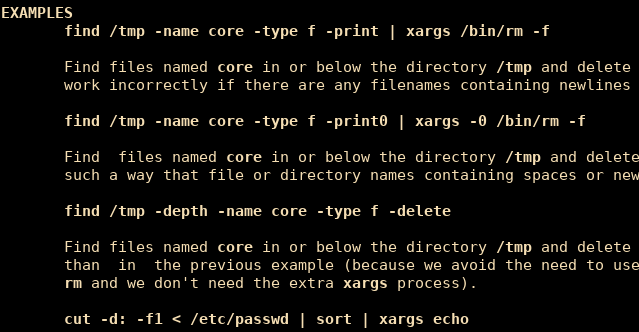 EXAMPLES
find /tmp -name core -type f -print | xargs /bin/rm -f
Find files named core in or below the directory /tmp and delete
work incorrectly if there are any filenames containing newlines
find /tmp -name core -type f -print0 | xargs -0 /bin/rm -f
Find  files named core in or below the directory /tmp and delete
such a way that file or directory names containing spaces or new
find /tmp -depth -name core -type f -delete
Find files named core in or below the directory /tmp and delete
than  in  the previous example (because we avoid the need to use
rm and we don't need the extra xargs process).
cut -d: -f1 < /etc/passwd | sort | xargs echo